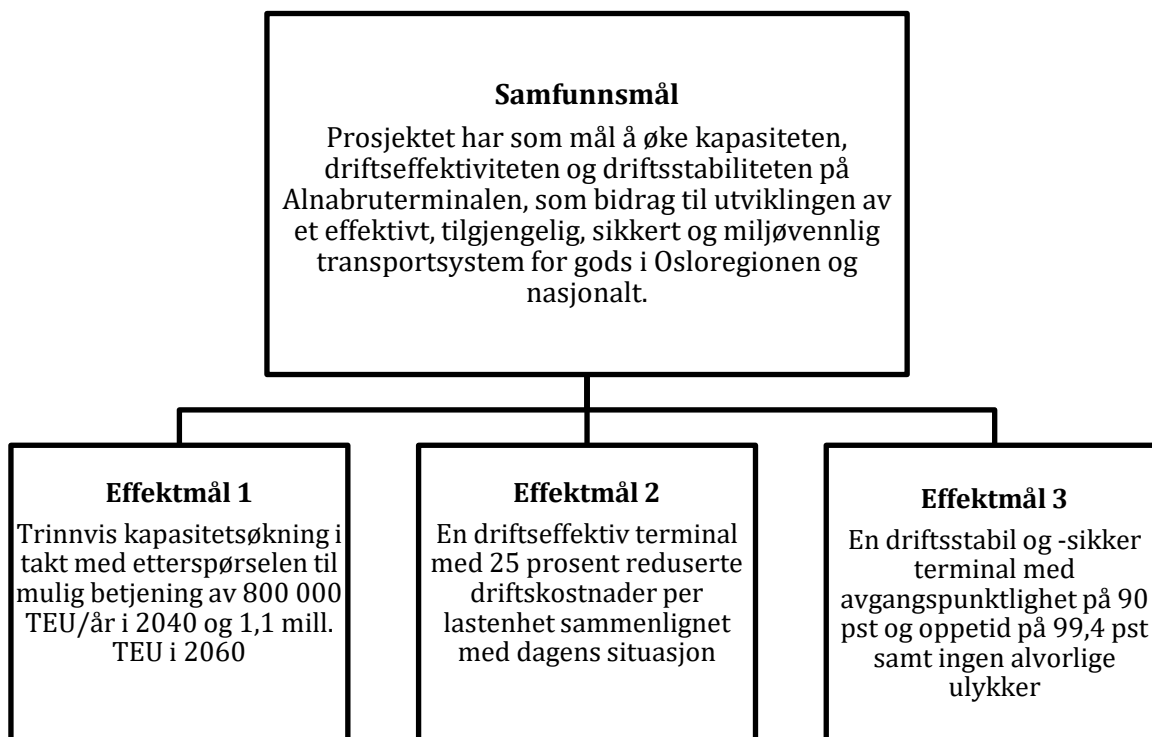 Samfunnsmål
Prosjektet har som mål å øke kapasiteten,
driftseffektiviteten og driftsstabiliteten på
Alnabruterminalen, som bidrag til utviklingen av
et effektivt, tilgjengelig, sikkert og miljøvennlig
transportsystem for gods i Osloregionen og
nasjonalt.
Effektmål 1
Trinnvis kapasitetsøkning i
takt med etterspørselen til
mulig betjening av 800 000
TEU/år i 2040 og 1,1 mill.
TEU i 2060
Effektmål 2
En driftseffektiv terminal
med 25 prosent reduserte
driftskostnader per
lastenhet sammenlignet
med dagens situasjon
Effektmål 3
En driftsstabil og -sikker
terminal med
avgangspunktlighet på 90
pst og oppetid på 99,4 pst
samt ingen alvorlige
ulykker